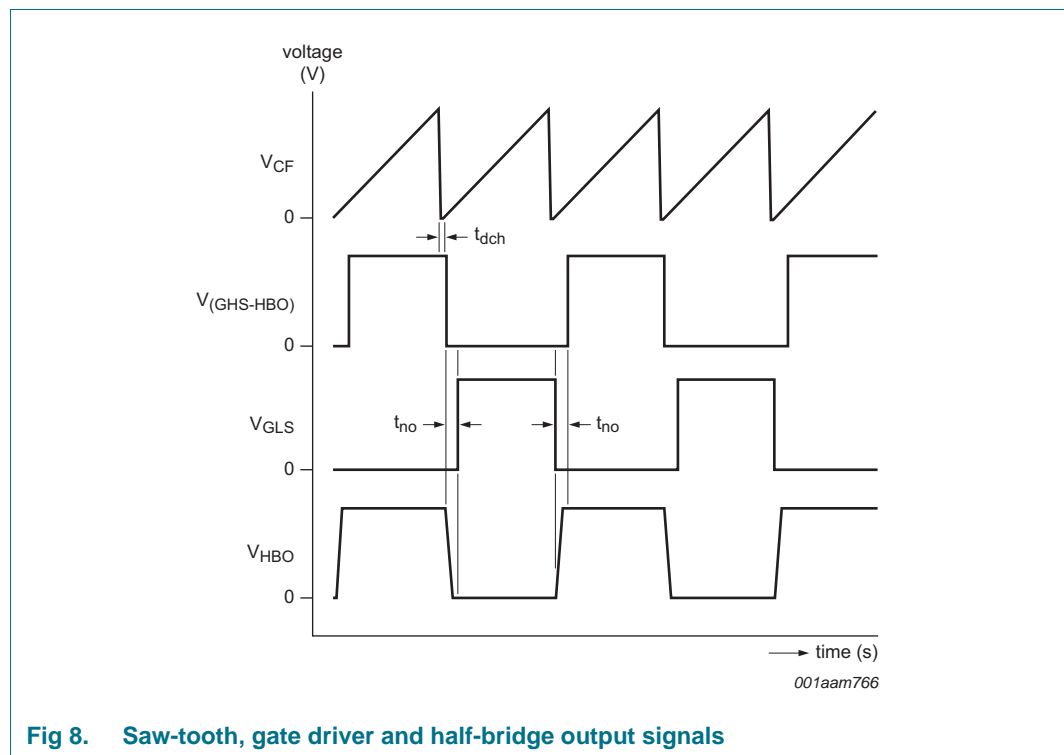 voltage
(V)
VCF
0
tdch
V(GHS-HBO)
0
VGLS
tno
tno
0
VHBO
0
time (s)
001aam766
Fig 8. Saw-tooth, gate driver and half-bridge output signals